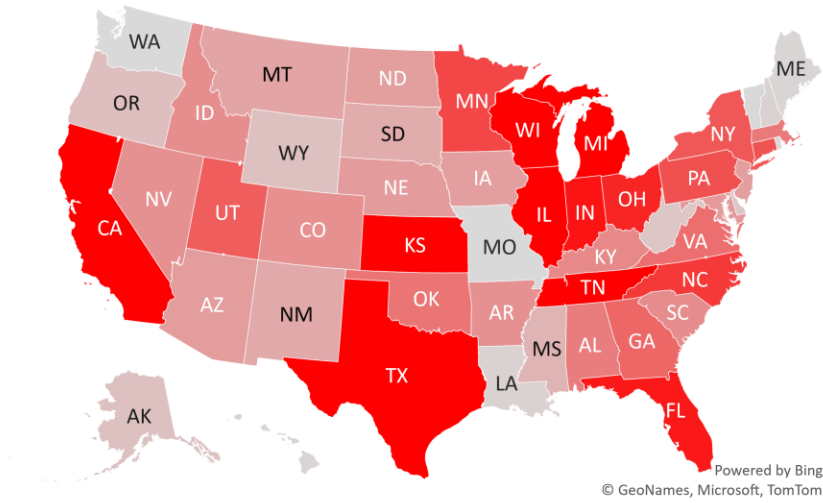 WA
ME
MT
ND
MN
OR
ID
WI
MI
NY
SD
WY
IA
PA
NE
OH
NV
UT
IL
IN
CO
CA
KS
MO
KY
VA
TN
NC
OK
AZ
NM
AR
SC
MS
AL
GA
TX
LA
FL
AK
Powered by Bing
© GeoNames, Microsoft, TomTom